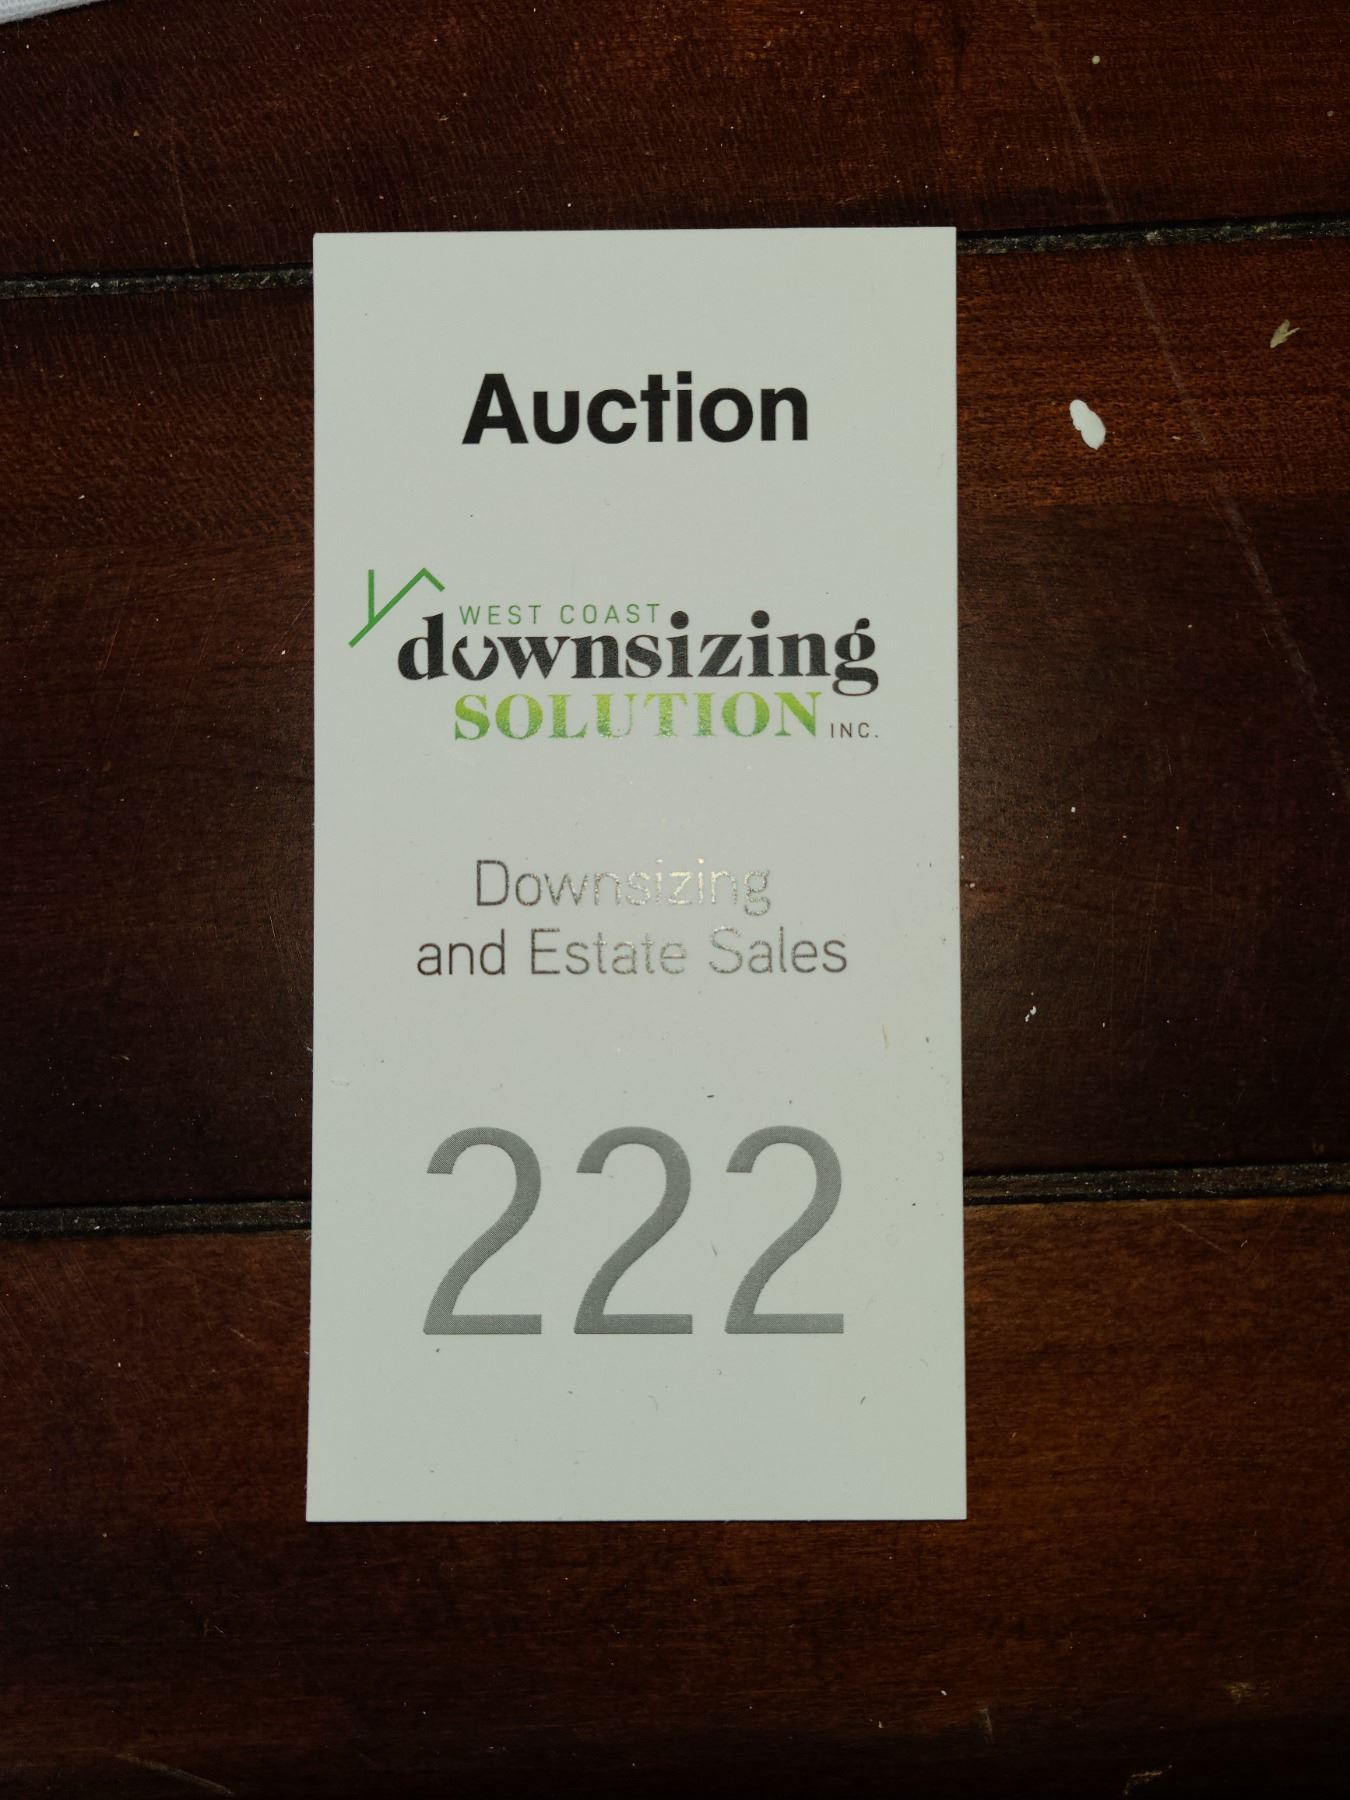 Auction
WEST COAST
downsizing
SOLUTION INC.
Downsizing
and Estate Sales
222